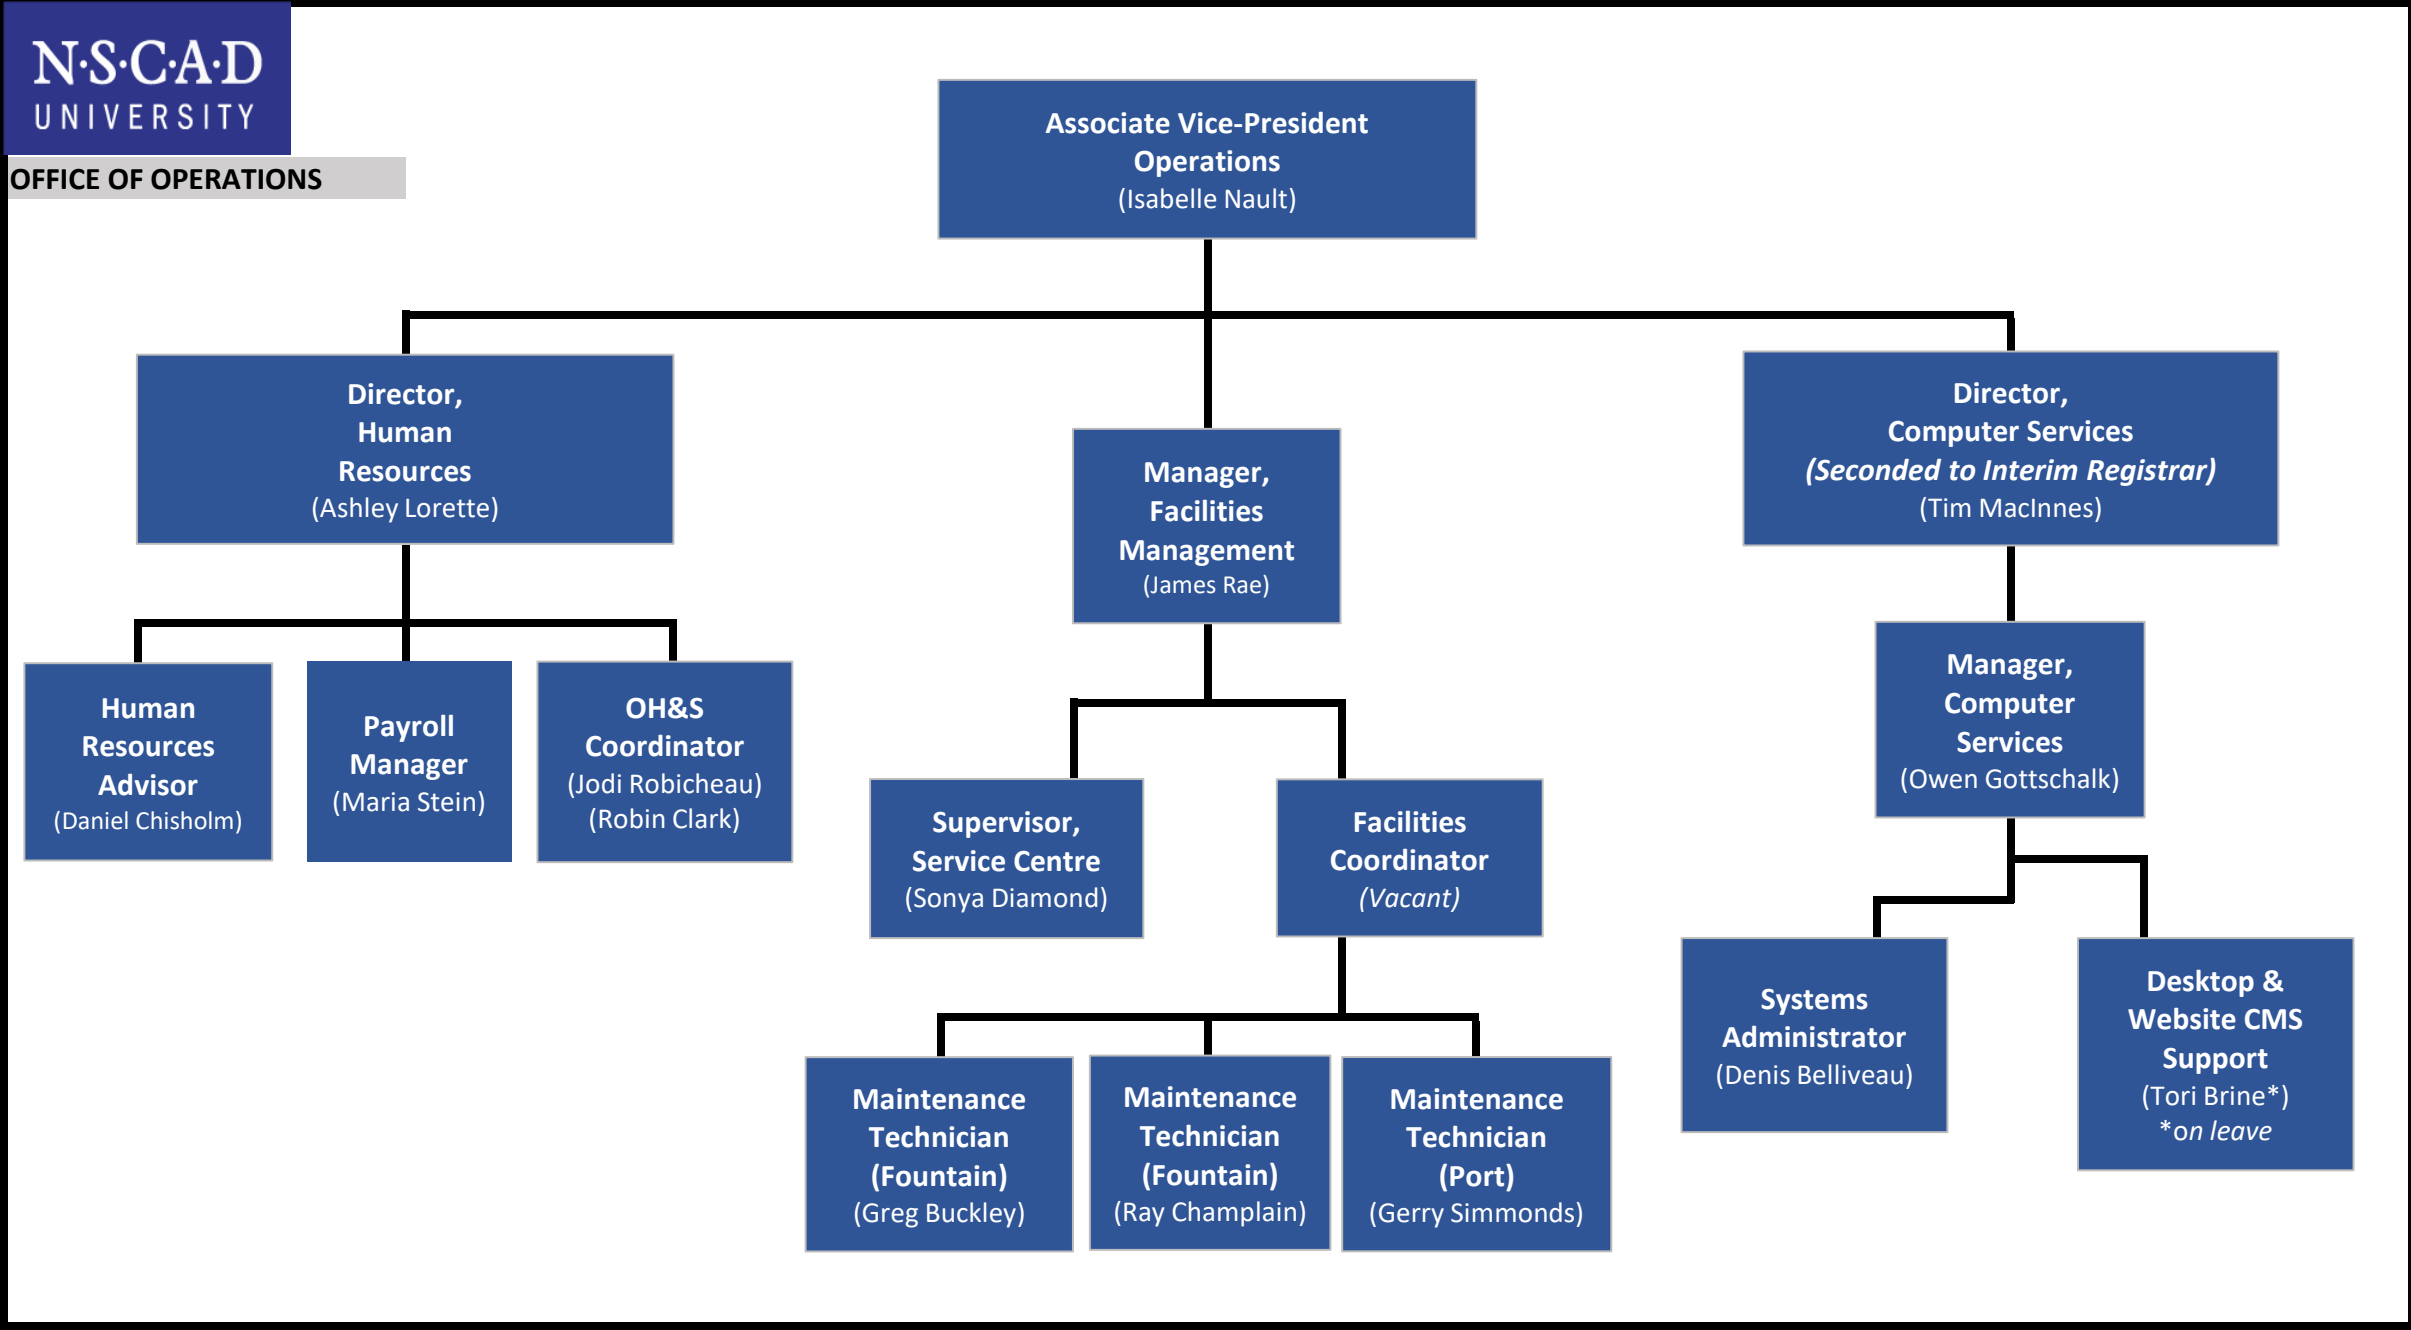 N·S·C·A·D
UNIVERSITY
OFFICE OF OPERATIONS
Associate Vice-President
Operations
(Isabelle Nault)
Director,
Human
Resources
(Ashley Lorette)
Manager,
Facilities
Management
(James Rae)
Director,
Computer Services
(Seconded to Interim Registrar)
(Tim MacInnes)
Human
Resources
Advisor
(Daniel Chisholm)
Payroll
Manager
(Maria Stein)
OH&S
Coordinator
(Jodi Robicheau)
(Robin Clark)
Supervisor,
Service Centre
(Sonya Diamond)
Facilities
Coordinator
(Vacant)
Manager,
Computer
Services
(Owen Gottschalk)
Maintenance
Technician
(Fountain)
(Greg Buckley)
Maintenance
Technician
(Fountain)
(Ray Champlain)
Maintenance
Technician
(Port)
(Gerry Simmonds)
Systems
Administrator
(Denis Belliveau)
Desktop &
Website CMS
Support
(Tori Brine*)
*on leave